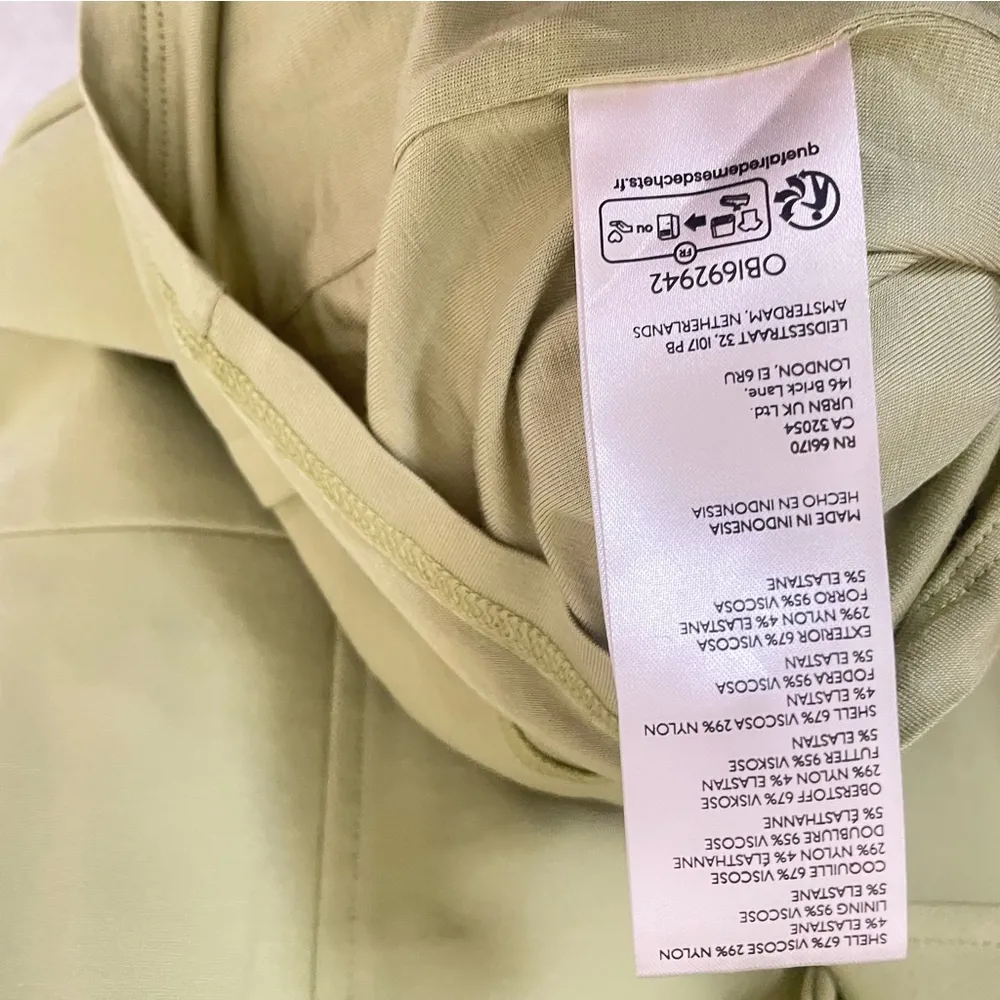 SHELL 67% VISCOSE 29% NYLON
4% ELASTANE
LINING 95% VISCOSE
5% ELASTANE
COQUILLE 67% VISCOSE
29% NYLON 4% ÉLASTHANNE
DOUBLURE 95% VISCOSE
5% ÉLASTHANNE
OBERSTOFF 67% VISKOSE
29% NYLON 4% ELASTAN
FUTTER 95% VISKOSE
5% ELASTAN
SHELL 67% VISCOSA 29% NYLON
4% ELASTAN
FODERA 95% VISCOSA
5% ELASTAN
EXTERIOR 67% VISCOSA
29% NYLON 4% ELASTANE
FORRO 95% VISCOSA
5% ELASTANE
MADE IN INDONESIA
HECHO EN INDONESIA
RN 66170
CA 32054
URBN UK Ltd.
146 Brick Lane,
LONDON, E1 6RU
LEIDSESTRAAT 32, 1017 PB
AMSTERDAM, NETHERLANDS
OB1692942
FR
ou
quefairedemesdechets.fr